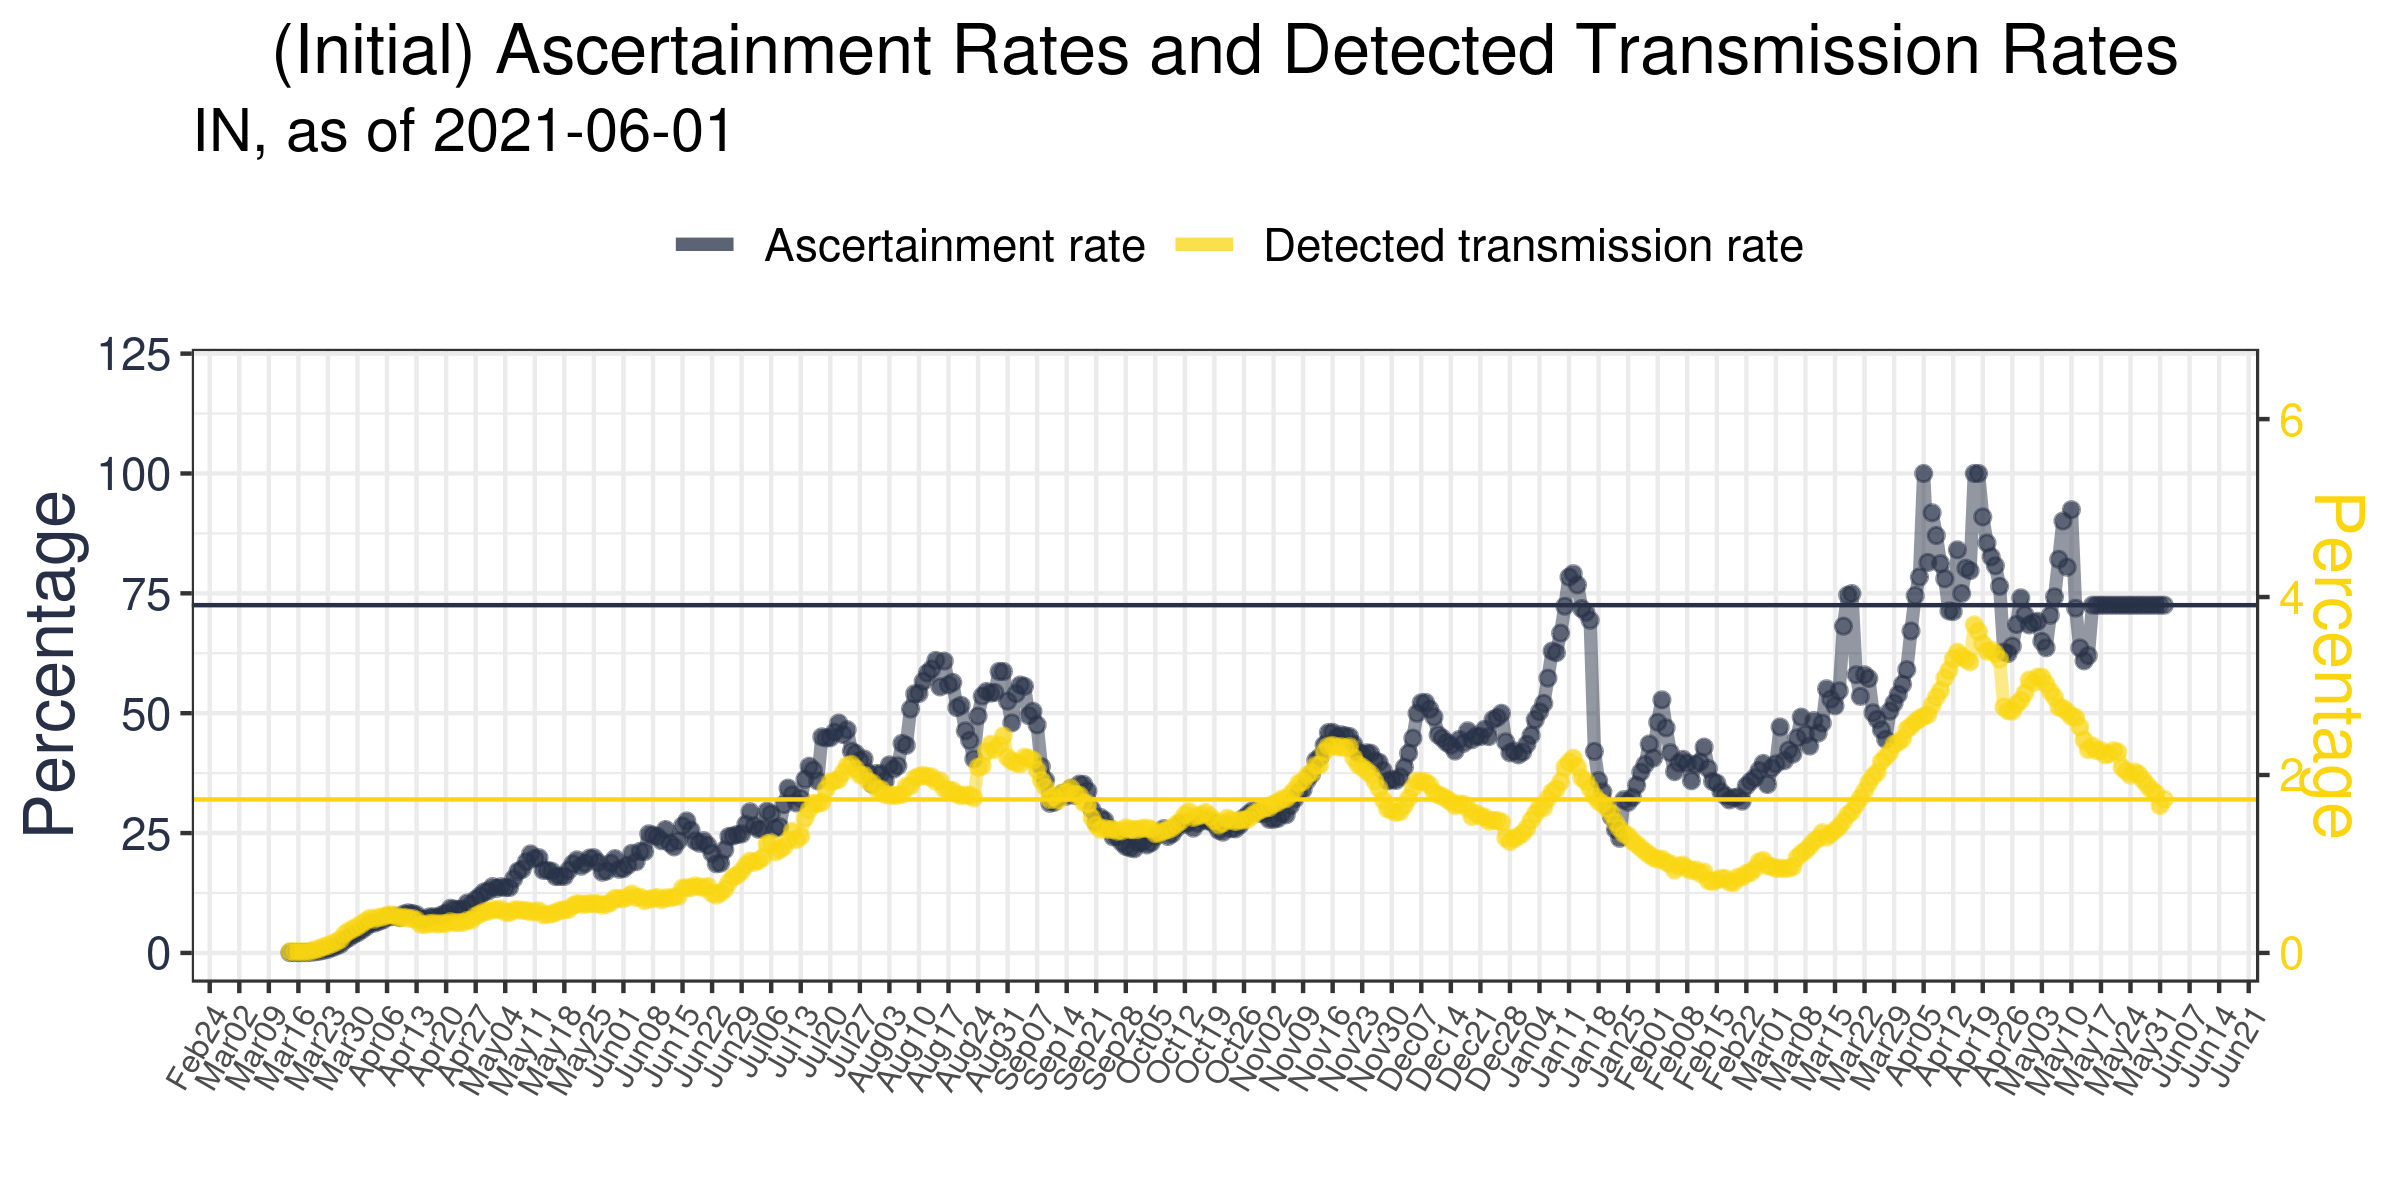 (Initial) Ascertainment Rates and Detected Transmission Rates
IN, as of 2021-06-01
Ascertainment rate
Detected transmission rate
Percentage
125
100
75
50
25
0
6
4
2
0
Percentage
Feb24
Mar02
Mar09
Mar16
Mar23
Mar30
Apr06
Apr13
Apr20
Apr27
May04
May11
May18
May25
Jun01
Jun08
Jun15
Jun22
Jun29
Jul06
Jul13
Jul20
Jul27
Aug03
Aug10
Aug17
Aug24
Aug31
Sep07
Sep14
Sep21
Sep28
Oct05
Oct12
Oct19
Oct26
Nov02
Nov09
Nov16
Nov23
Nov30
Dec07
Dec14
Dec21
Dec28
Jan04
Jan11
Jan18
Jan25
Feb01
Feb08
Feb15
Feb22
Mar01
Mar08
Mar15
Mar22
Mar29
Apr05
Apr12
Apr19
Apr26
May03
May10
May17
May24
May31
Jun07
Jun14
Jun21